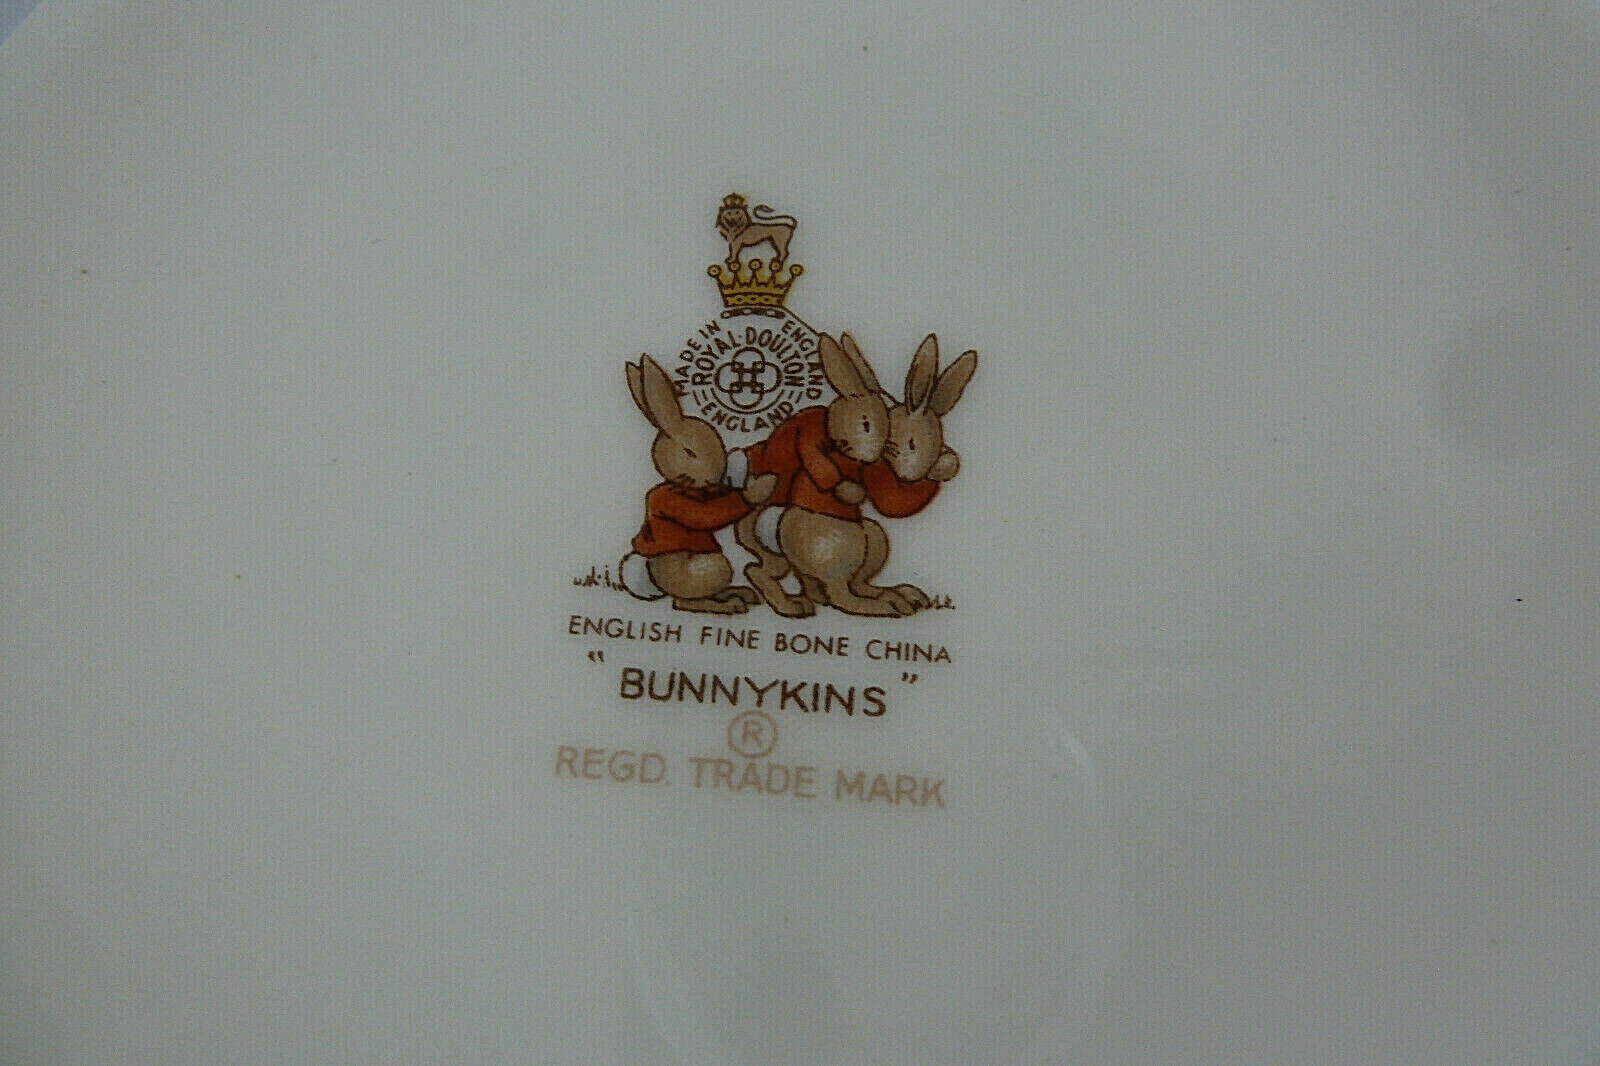 MADE IN ENGLAND
ROYAL·DOULTON
ENGLAND
ENGLISH FINE BONE CHINA
"BUNNYKINS"
®
REGD. TRADE MARK